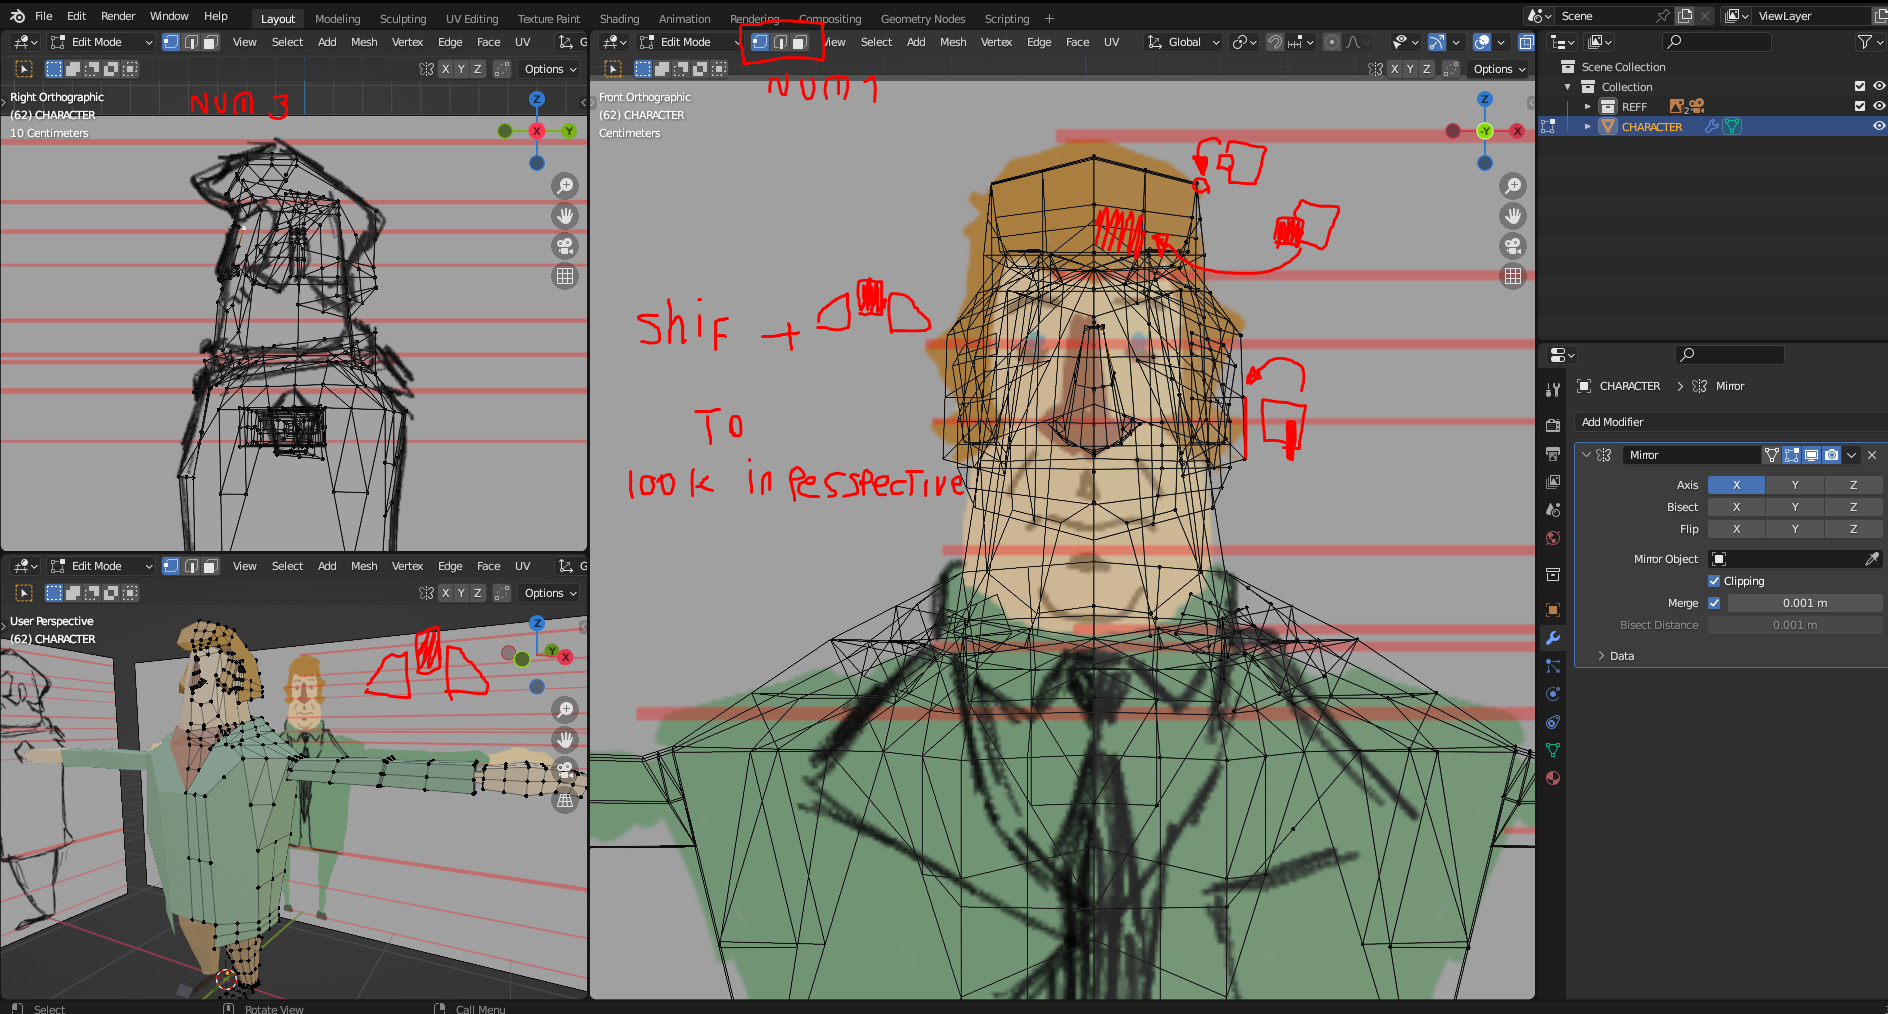 File Edit Render Window Help Layout Modeling Sculpting UV Editing Texture Paint Shading Animation Rendering Compositing Geometry Nodes Scripting + Scene ViewLayer
Edit Mode View Select Add Mesh Vertex Edge Face UV G
Edit Mode View Select Add Mesh Vertex Edge Face UV Global
X Y Z Options
X Y Z Options
Right Orthographic
(62) CHARACTER
10 Centimeters
NUM 3
Z
X Y
Front Orthographic
(62) CHARACTER
Centimeters
NUM 1
Z
-Y X
Shif +
TO
look in Pesspective
Edit Mode View Select Add Mesh Vertex Edge Face UV G
X Y Z Options
User Perspective
(62) CHARACTER
Z
Y X
Scene Collection
Collection
REFF 2
CHARACTER
CHARACTER > Mirror
Add Modifier
Mirror
Axis X Y Z
Bisect X Y Z
Flip X Y Z
Mirror Object
Clipping
Merge 0.001 m
Bisect Distance 0.001 m
Data
Select Rotate View Call Menu